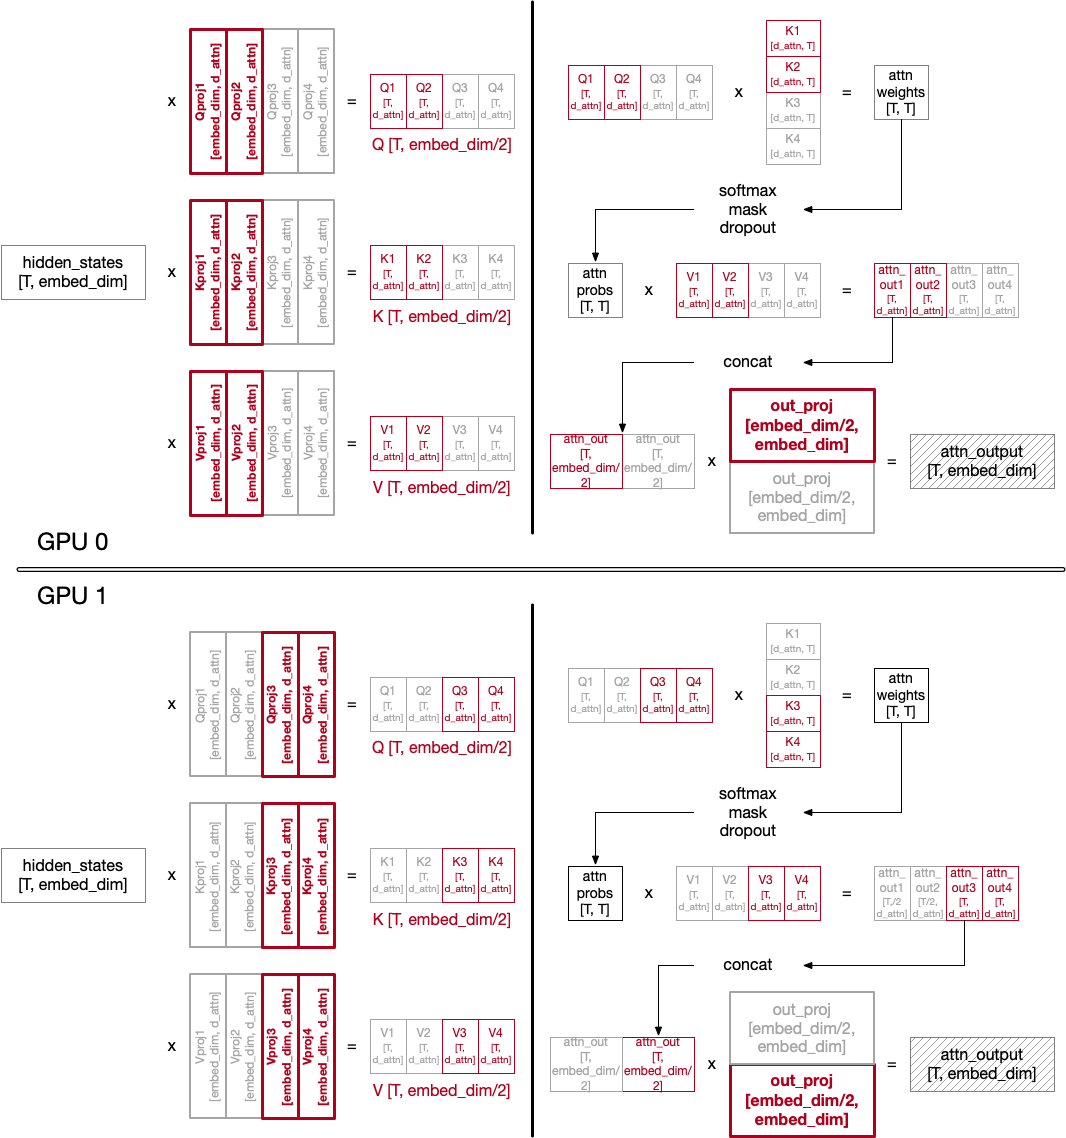 x
Qproj1
[embed_dim, d_attn]
Qproj2
[embed_dim, d_attn]
Qproj3
[embed_dim, d_attn]
Qproj4
[embed_dim, d_attn]
=
Q1
[T,
d_attn]
Q2
[T,
d_attn]
Q3
[T,
d_attn]
Q4
[T,
d_attn]
Q [T, embed_dim/2]
hidden_states
[T, embed_dim]
x
Kproj1
[embed_dim, d_attn]
Kproj2
[embed_dim, d_attn]
Kproj3
[embed_dim, d_attn]
Kproj4
[embed_dim, d_attn]
=
K1
[T,
d_attn]
K2
[T,
d_attn]
K3
[T,
d_attn]
K4
[T,
d_attn]
K [T, embed_dim/2]
x
Vproj1
[embed_dim, d_attn]
Vproj2
[embed_dim, d_attn]
Vproj3
[embed_dim, d_attn]
Vproj4
[embed_dim, d_attn]
=
V1
[T,
d_attn]
V2
[T,
d_attn]
V3
[T,
d_attn]
V4
[T,
d_attn]
V [T, embed_dim/2]
GPU 0
Q1
[T,
d_attn]
Q2
[T,
d_attn]
Q3
[T,
d_attn]
Q4
[T,
d_attn]
x
K1
[d_attn, T]
K2
[d_attn, T]
K3
[d_attn, T]
K4
[d_attn, T]
=
attn
weights
[T, T]
softmax
mask
dropout
attn
probs
[T, T]
x
V1
[T,
d_attn]
V2
[T,
d_attn]
V3
[T,
d_attn]
V4
[T,
d_attn]
=
attn_
out1
[T,
d_attn]
attn_
out2
[T,
d_attn]
attn_
out3
[T,
d_attn]
attn_
out4
[T,
d_attn]
concat
attn_out
[T,
embed_dim/
2]
attn_out
[T,
embed_dim/
2]
x
out_proj
[embed_dim/2,
embed_dim]
out_proj
[embed_dim/2,
embed_dim]
=
attn_output
[T, embed_dim]
GPU 1
x
Qproj1
[embed_dim, d_attn]
Qproj2
[embed_dim, d_attn]
Qproj3
[embed_dim, d_attn]
Qproj4
[embed_dim, d_attn]
=
Q1
[T,
d_attn]
Q2
[T,
d_attn]
Q3
[T,
d_attn]
Q4
[T,
d_attn]
Q [T, embed_dim/2]
hidden_states
[T, embed_dim]
x
Kproj1
[embed_dim, d_attn]
Kproj2
[embed_dim, d_attn]
Kproj3
[embed_dim, d_attn]
Kproj4
[embed_dim, d_attn]
=
K1
[T,
d_attn]
K2
[T,
d_attn]
K3
[T,
d_attn]
K4
[T,
d_attn]
K [T, embed_dim/2]
x
Vproj1
[embed_dim, d_attn]
Vproj2
[embed_dim, d_attn]
Vproj3
[embed_dim, d_attn]
Vproj4
[embed_dim, d_attn]
=
V1
[T,
d_attn]
V2
[T,
d_attn]
V3
[T,
d_attn]
V4
[T,
d_attn]
V [T, embed_dim/2]
Q1
[T,
d_attn]
Q2
[T,
d_attn]
Q3
[T,
d_attn]
Q4
[T,
d_attn]
x
K1
[d_attn, T]
K2
[d_attn, T]
K3
[d_attn, T]
K4
[d_attn, T]
=
attn
weights
[T, T]
softmax
mask
dropout
attn
probs
[T, T]
x
V1
[T,
d_attn]
V2
[T,
d_attn]
V3
[T,
d_attn]
V4
[T,
d_attn]
=
attn_
out1
[T,/2
d_attn]
attn_
out2
[T/2,
d_attn]
attn_
out3
[T,
d_attn]
attn_
out4
[T,
d_attn]
concat
attn_out
[T,
embed_dim/
2]
attn_out
[T,
embed_dim/
2]
x
out_proj
[embed_dim/2,
embed_dim]
out_proj
[embed_dim/2,
embed_dim]
=
attn_output
[T, embed_dim]